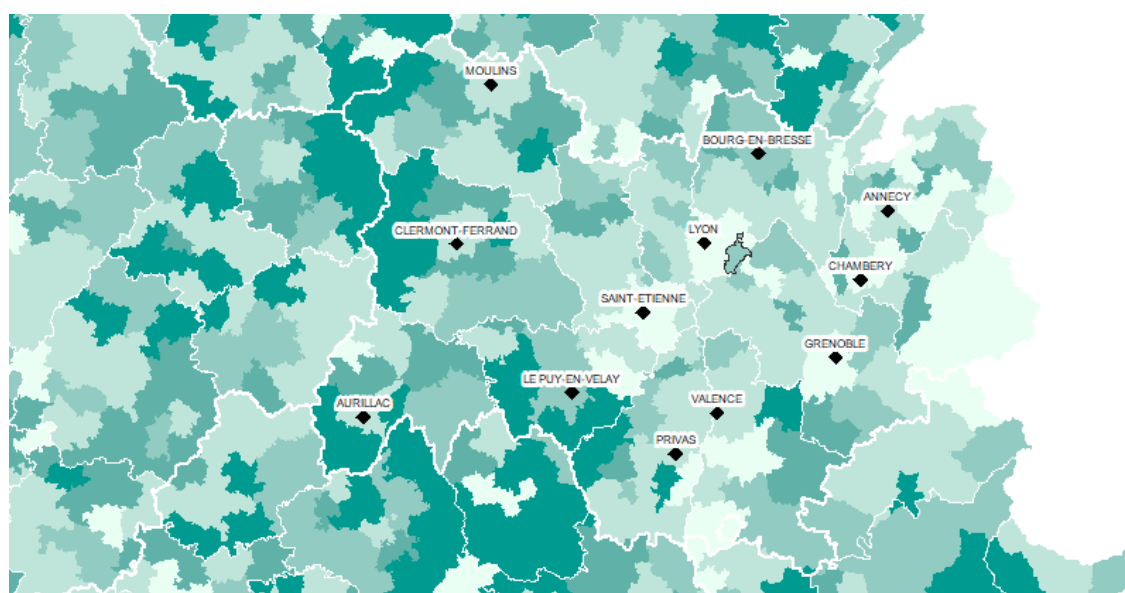 MOULINS
BOURG-EN-BRESSE
ANNECY
CLERMONT-FERRAND
LYON
CHAMBERY
SAINT-ETIENNE
GRENOBLE
LE PUY-EN-VELAY
AURILLAC
VALENCE
PRIVAS